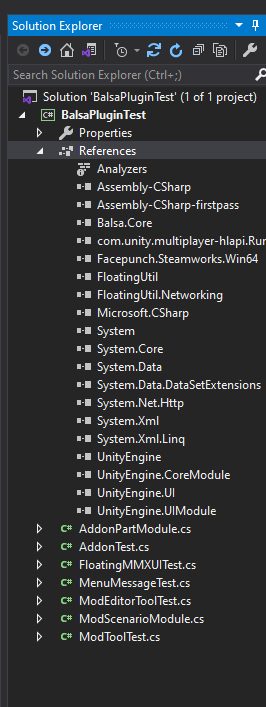 Solution Explorer
Search Solution Explorer (Ctrl+;)
Solution 'BalsaPluginTest' (1 of 1 project)
C# BalsaPluginTest
Properties
References
Analyzers
Assembly-CSharp
Assembly-CSharp-firstpass
Balsa.Core
com.unity.multiplayer-hlapi.Run
Facepunch.Steamworks.Win64
FloatingUtil
FloatingUtil.Networking
Microsoft.CSharp
System
System.Core
System.Data
System.Data.DataSetExtensions
System.Net.Http
System.Xml
System.Xml.Linq
UnityEngine
UnityEngine.CoreModule
UnityEngine.UI
UnityEngine.UIModule
C# AddonPartModule.cs
C# AddonTest.cs
C# FloatingMMXUITest.cs
C# MenuMessageTest.cs
C# ModEditorToolTest.cs
C# ModScenarioModule.cs
C# ModToolTest.cs